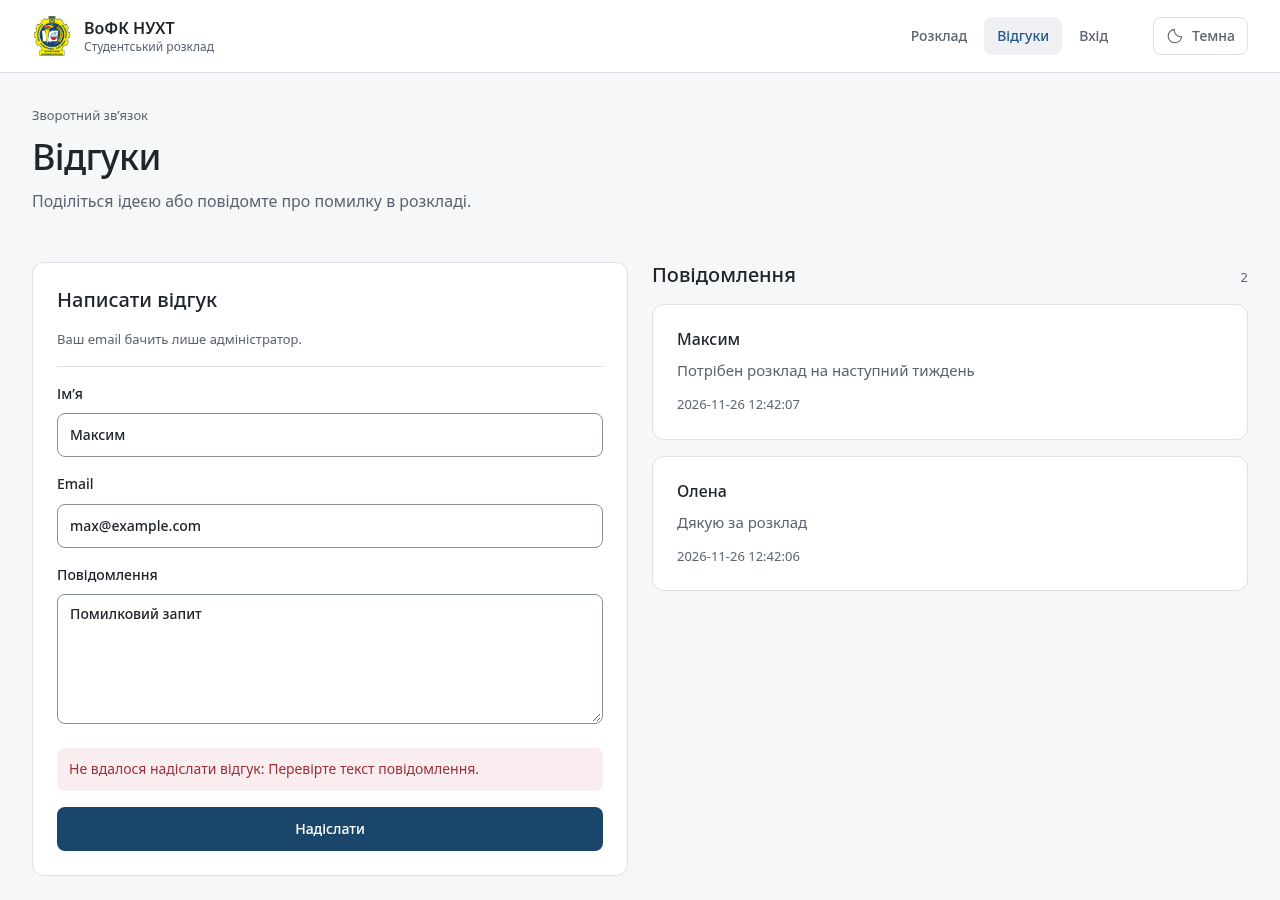 ВоФК НУХТ
Студентський розклад
Розклад
Відгуки
Вхід
Темна
Зворотний зв’язок
Відгуки
Поділіться ідеєю або повідомте про помилку в розкладі.
Написати відгук
Ваш email бачить лише адміністратор.
Ім’я
Максим
Email
max@example.com
Повідомлення
Помилковий запит
Не вдалося надіслати відгук: Перевірте текст повідомлення.
Надіслати
Повідомлення
2
Максим
Потрібен розклад на наступний тиждень
2026-11-26 12:42:07
Олена
Дякую за розклад
2026-11-26 12:42:06